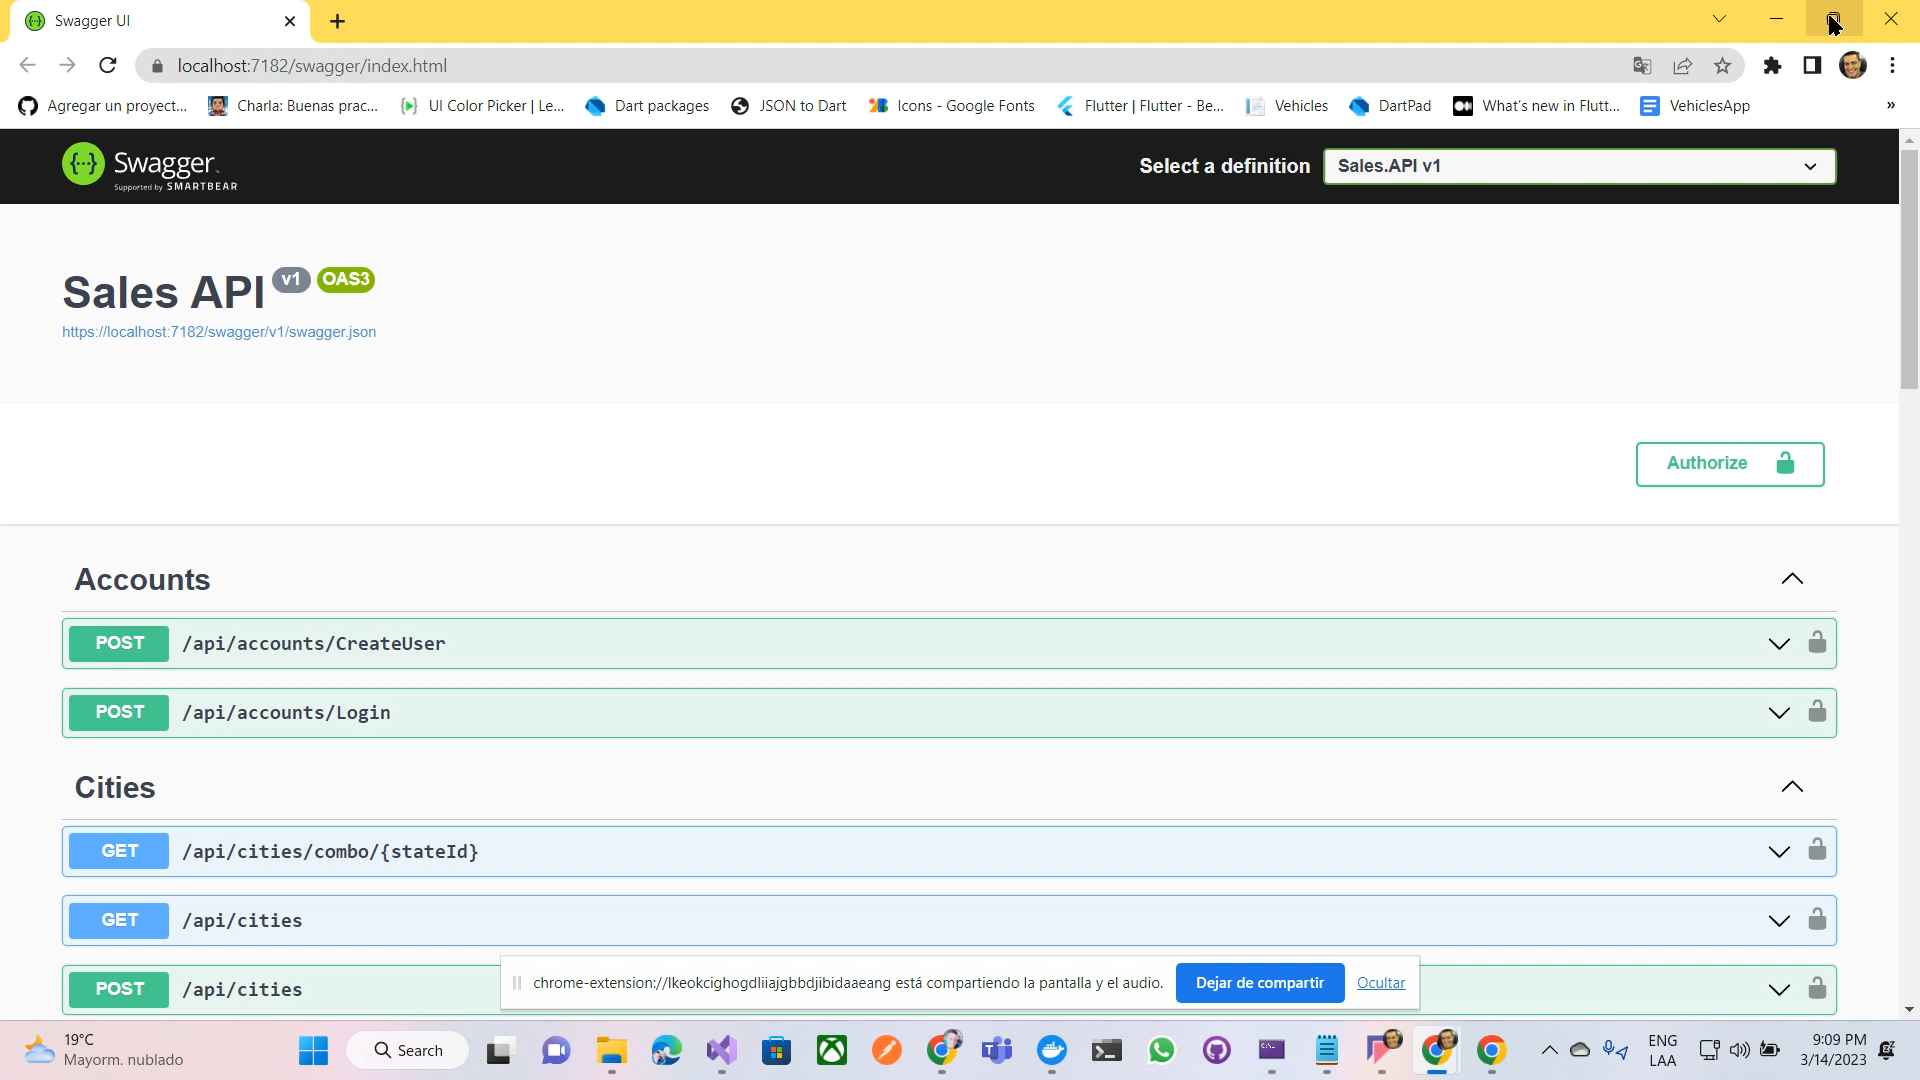 Swagger UI
localhost:7182/swagger/index.html
Agregar un proyect...
Charla: Buenas prac...
UI Color Picker | Le...
Dart packages
JSON to Dart
Icons - Google Fonts
Flutter | Flutter - Be...
Vehicles
DartPad
What's new in Flutt...
VehiclesApp
»
Swagger.
Supported by SMARTBEAR
Select a definition
Sales.API v1
Sales API v1 OAS3
https://localhost:7182/swagger/v1/swagger.json
Authorize
Accounts
POST /api/accounts/CreateUser
POST /api/accounts/Login
Cities
GET /api/cities/combo/{stateId}
GET /api/cities
POST /api/cities
chrome-extension://lkeokcighogdliiajgbbdjibidaaeang está compartiendo la pantalla y el audio.
Dejar de compartir
Ocultar
19°C
Mayorm. nublado
Search
ENG
LAA
9:09 PM
3/14/2023